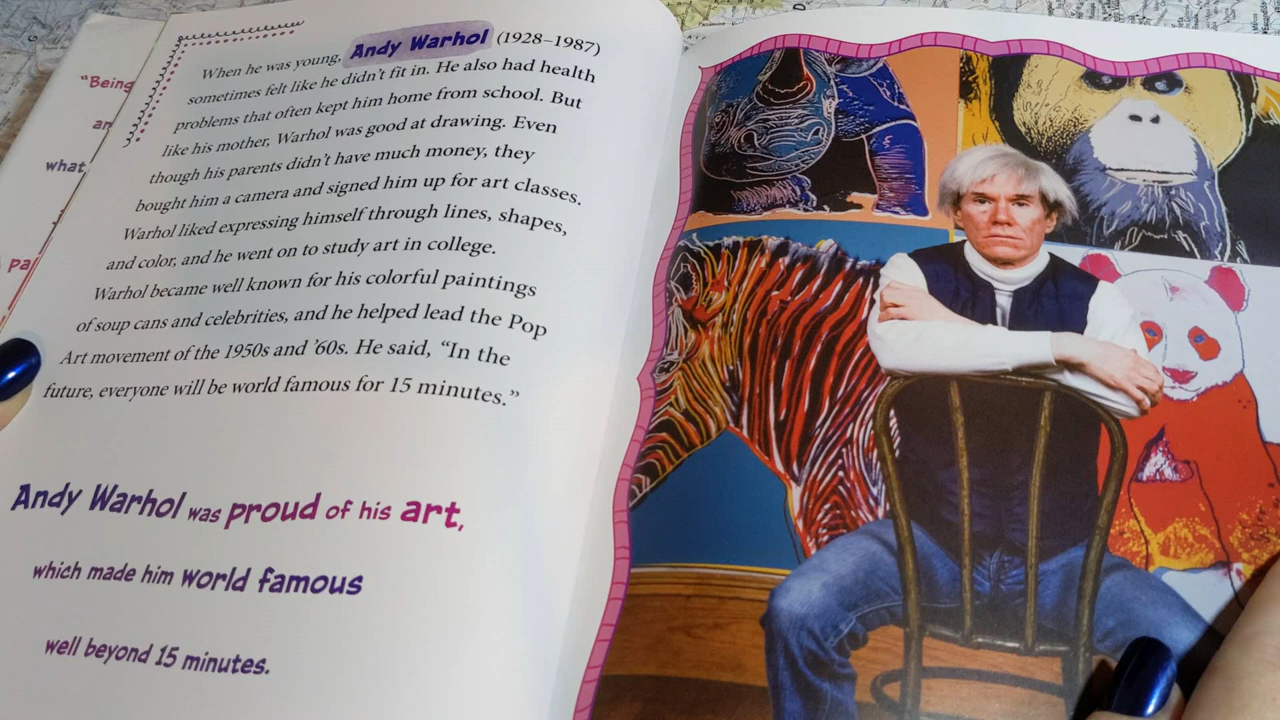 "Being
an
what
Pa
When he was young, Andy Warhol (1928–1987)
sometimes felt like he didn't fit in. He also had health
problems that often kept him home from school. But
like his mother, Warhol was good at drawing. Even
though his parents didn't have much money, they
bought him a camera and signed him up for art classes.
Warhol liked expressing himself through lines, shapes,
and color, and he went on to study art in college.
Warhol became well known for his colorful paintings
of soup cans and celebrities, and he helped lead the Pop
Art movement of the 1950s and '60s. He said, "In the
future, everyone will be world famous for 15 minutes."
Andy Warhol was proud of his art,
which made him world famous
well beyond 15 minutes.